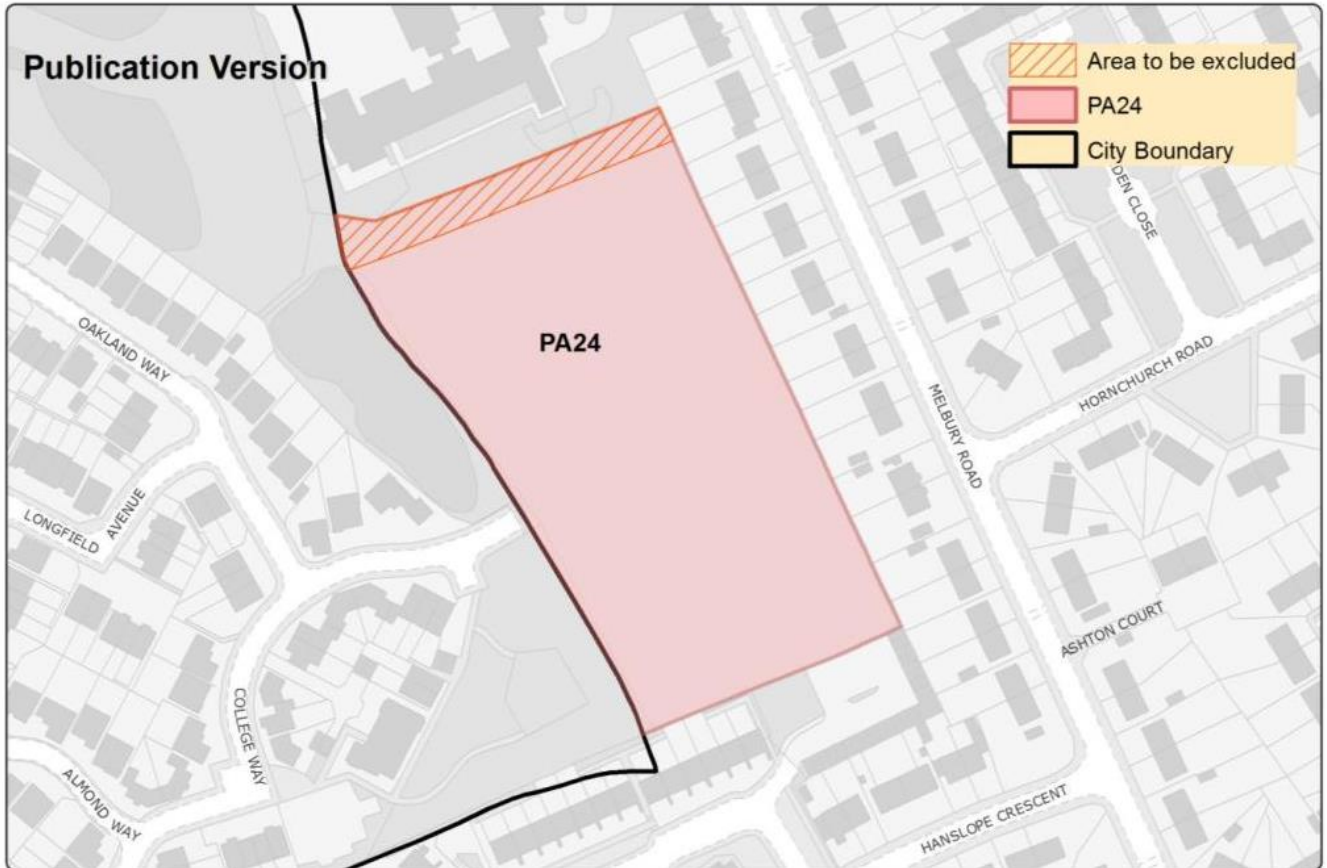 Publication Version
Area to be excluded
PA24
City Boundary
DEN CLOSE
OAKLAND WAY
PA24
HORNCHURCH ROAD
MELBURY ROAD
LONGFIELD
AVENUE
ASHTON COURT
COLLEGE WAY
ALMOND WAY
HANSLOPE CRESCENT